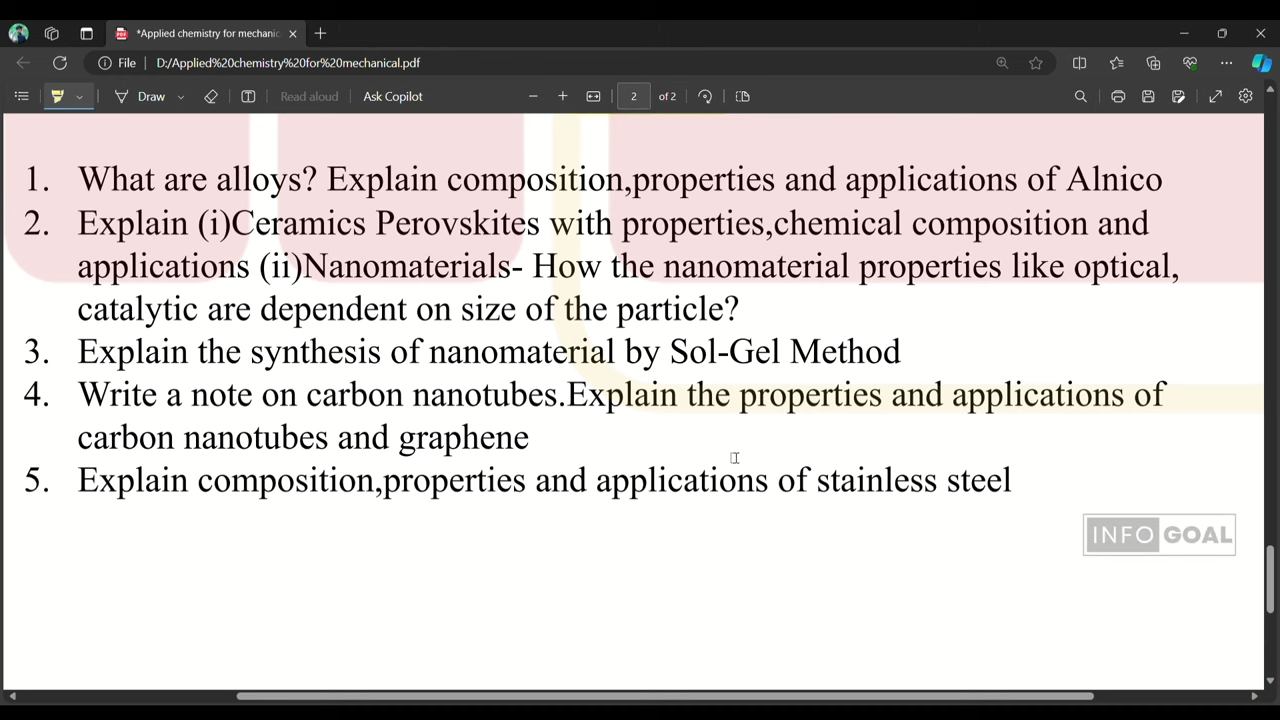 *Applied chemistry for mechanic
File
D:/Applied%20chemistry%20for%20mechanical.pdf
Draw
Read aloud
Ask Copilot
2
of 2
1. What are alloys? Explain composition,properties and applications of Alnico
2. Explain (i)Ceramics Perovskites with properties,chemical composition and
applications (ii)Nanomaterials- How the nanomaterial properties like optical,
catalytic are dependent on size of the particle?
3. Explain the synthesis of nanomaterial by Sol-Gel Method
4. Write a note on carbon nanotubes.Explain the properties and applications of
carbon nanotubes and graphene
5. Explain composition,properties and applications of stainless steel
INFO GOAL